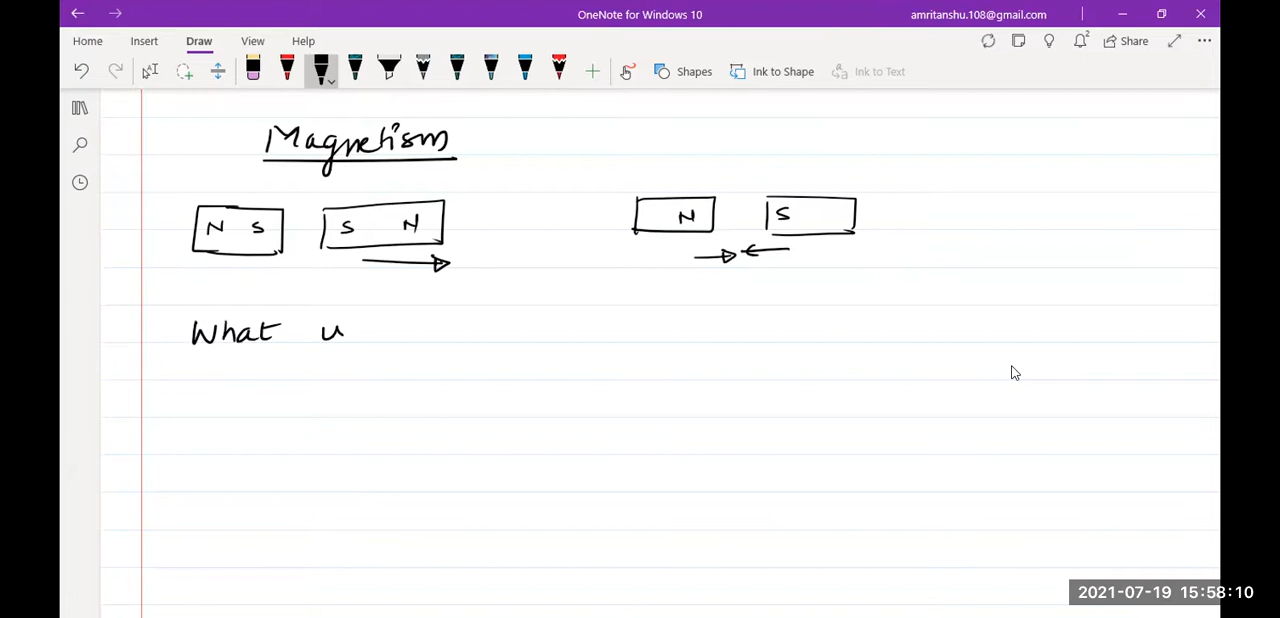 OneNote for Windows 10
amritanshu.108@gmail.com
Home Insert Draw View Help
2 Share
A I Shapes Ink to Shape Ink to Text
Magnetism
N S S N N S
What u
2021-07-19 15:58:10